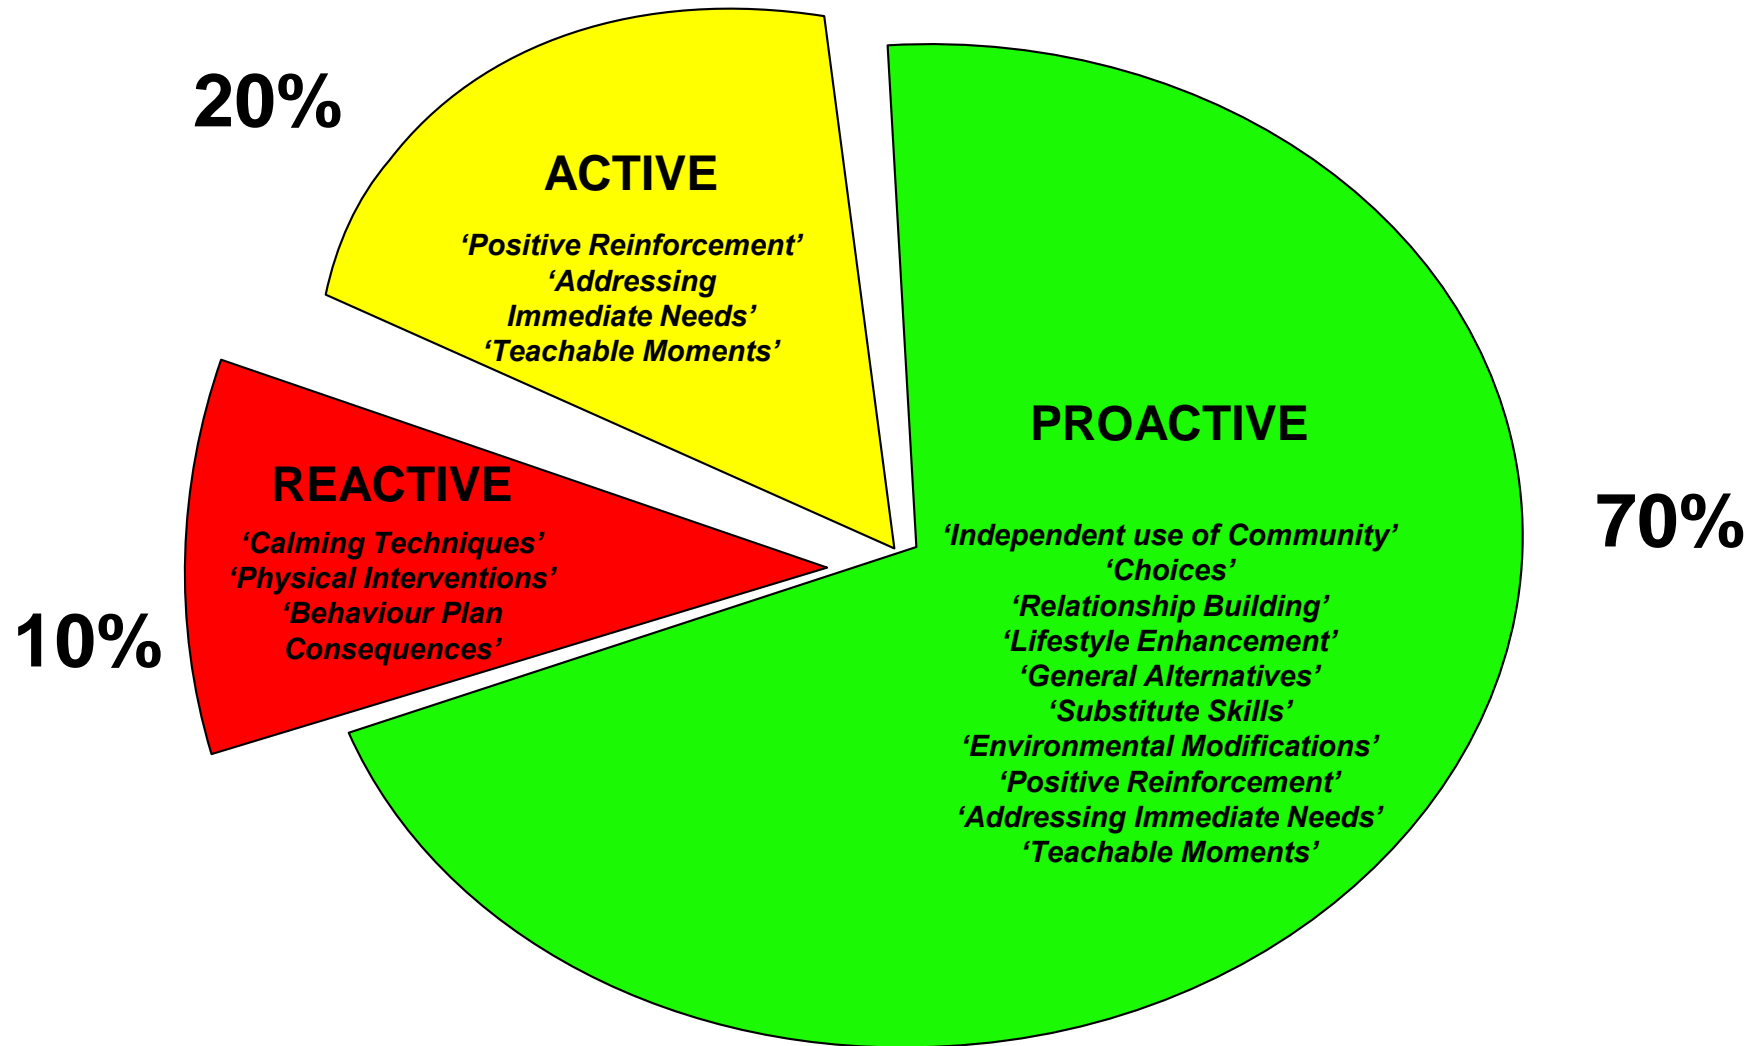 20%
ACTIVE
‘Positive Reinforcement’
‘Addressing
Immediate Needs’
‘Teachable Moments’
REACTIVE
‘Calming Techniques’
‘Physical Interventions’
‘Behaviour Plan
Consequences’
10%
PROACTIVE
‘Independent use of Community’
‘Choices’
‘Relationship Building’
‘Lifestyle Enhancement’
‘General Alternatives’
‘Substitute Skills’
‘Environmental Modifications’
‘Positive Reinforcement’
‘Addressing Immediate Needs’
‘Teachable Moments’
70%